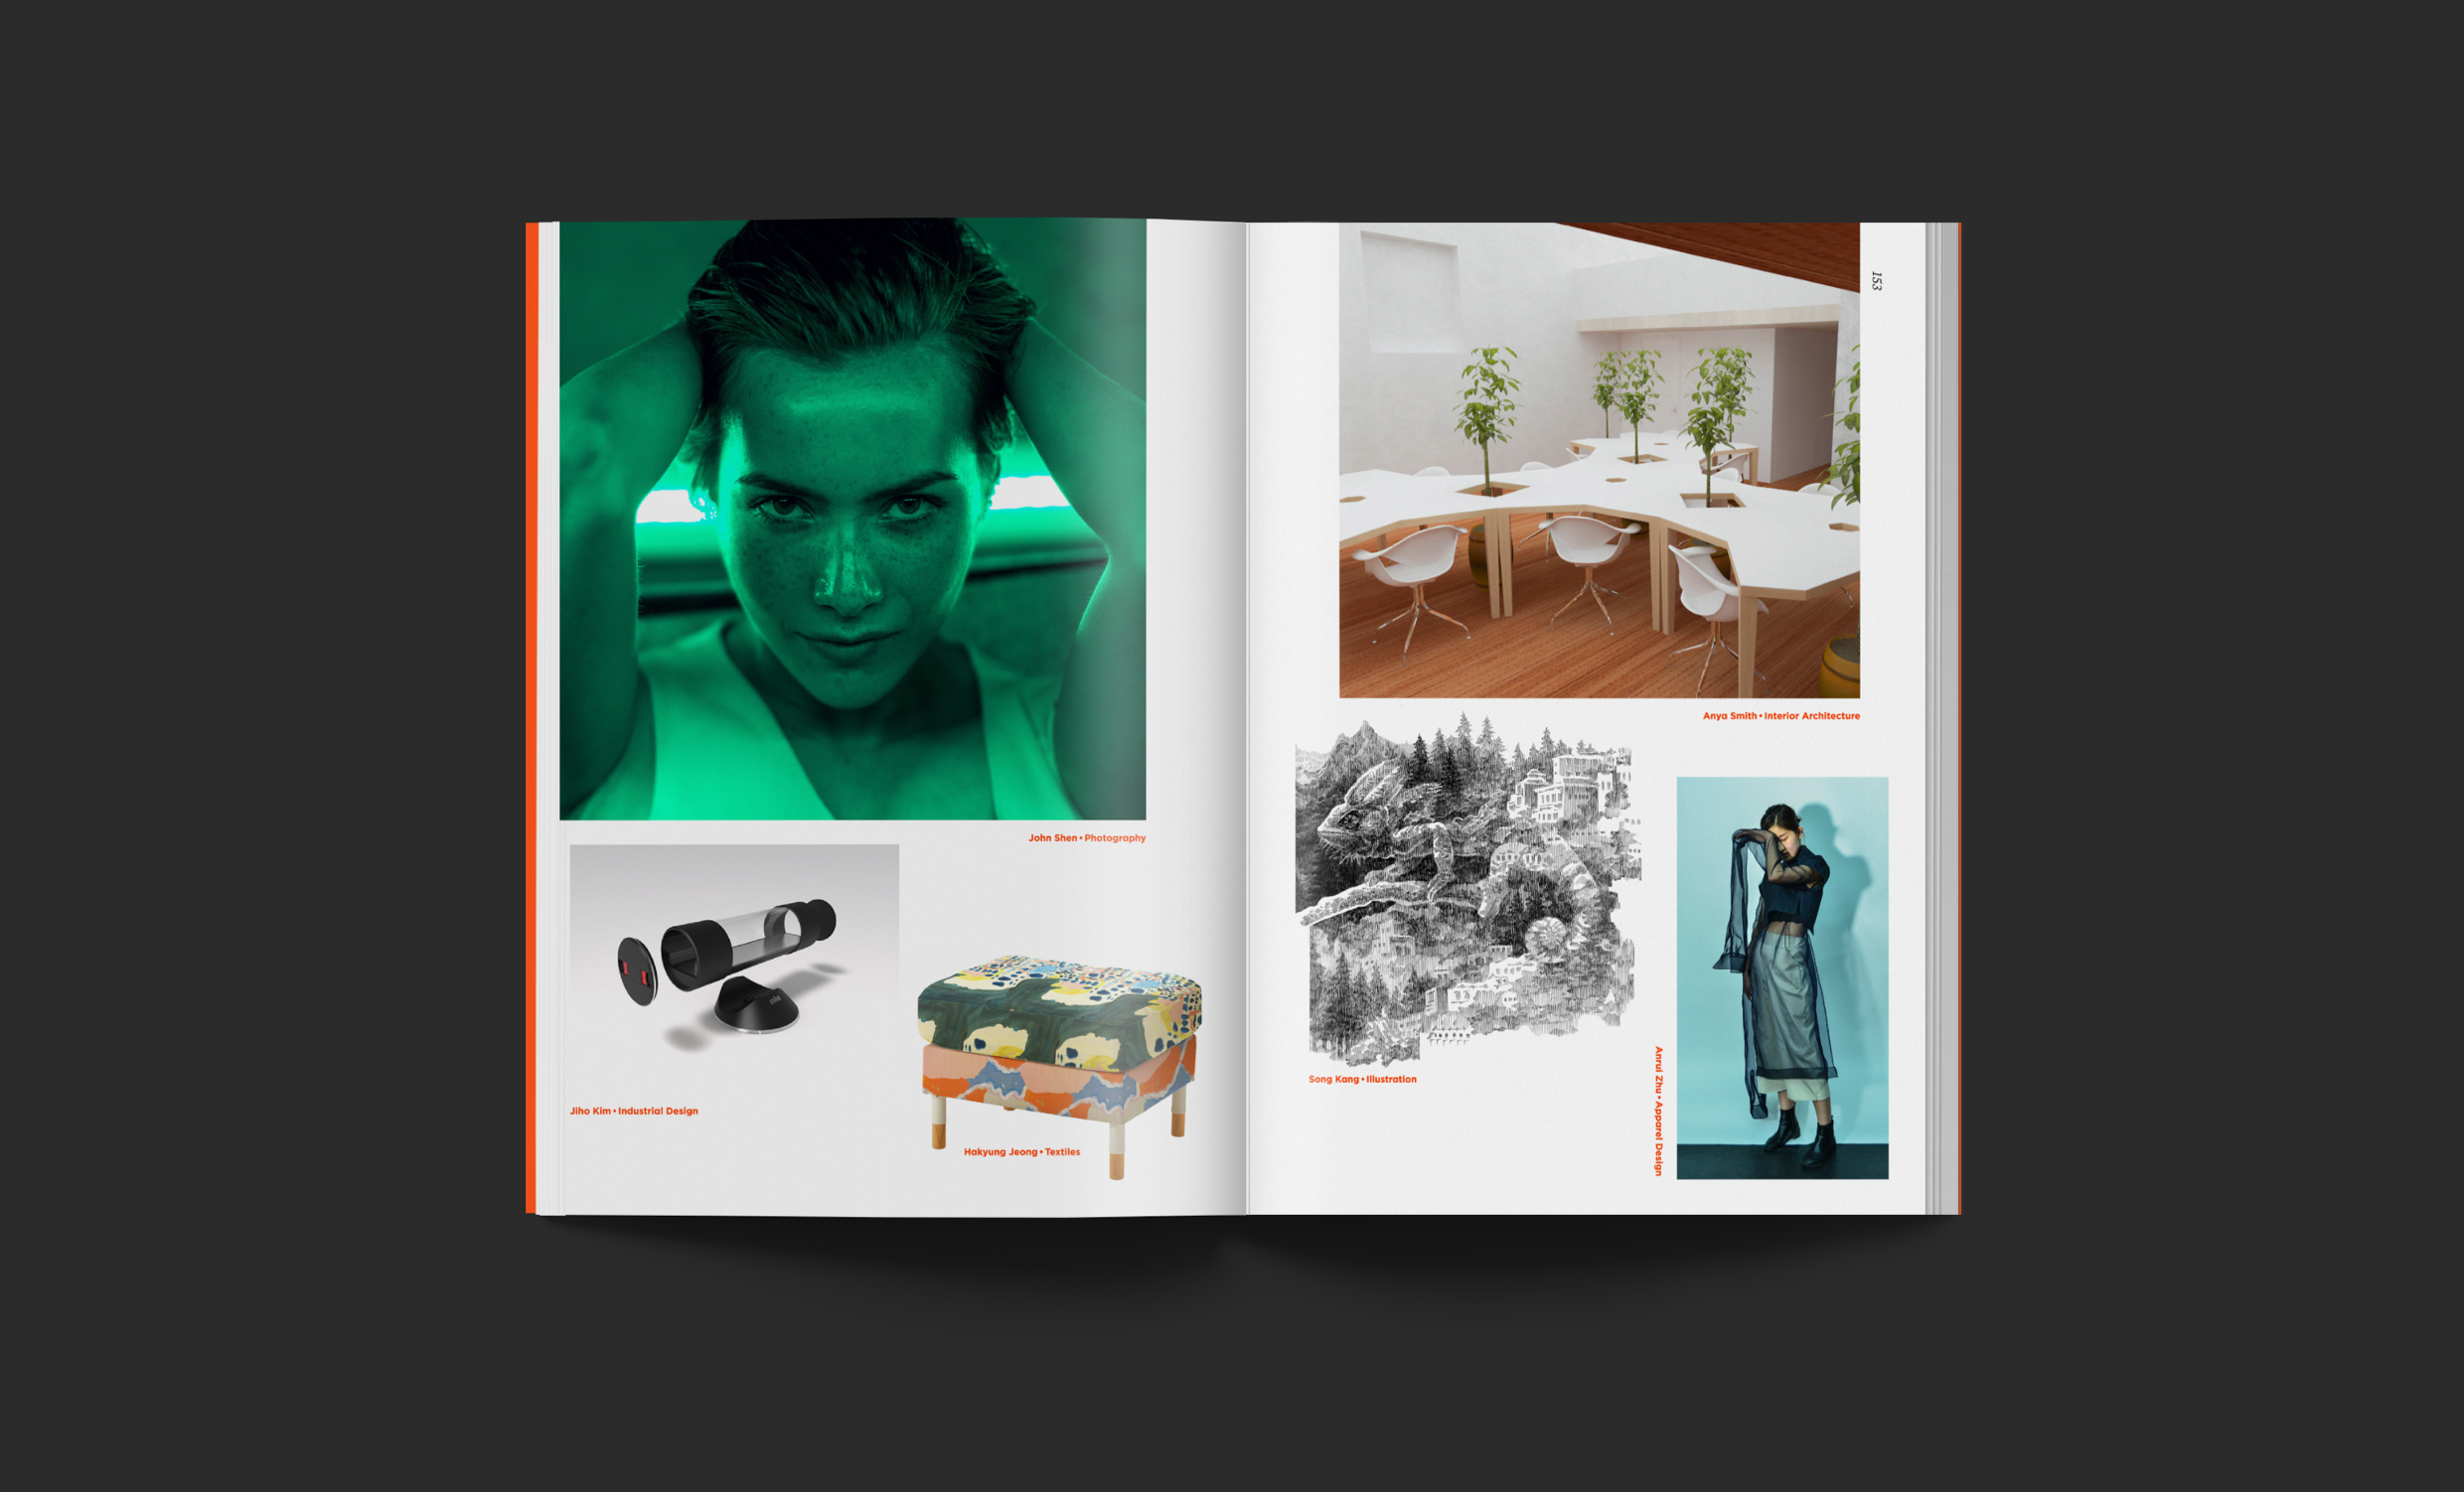 John Shen • Photography
Jiho Kim • Industrial Design
Hakyung Jeong • Textiles
153
Anya Smith • Interior Architecture
Song Kang • Illustration
Anrui Zhu • Apparel Design